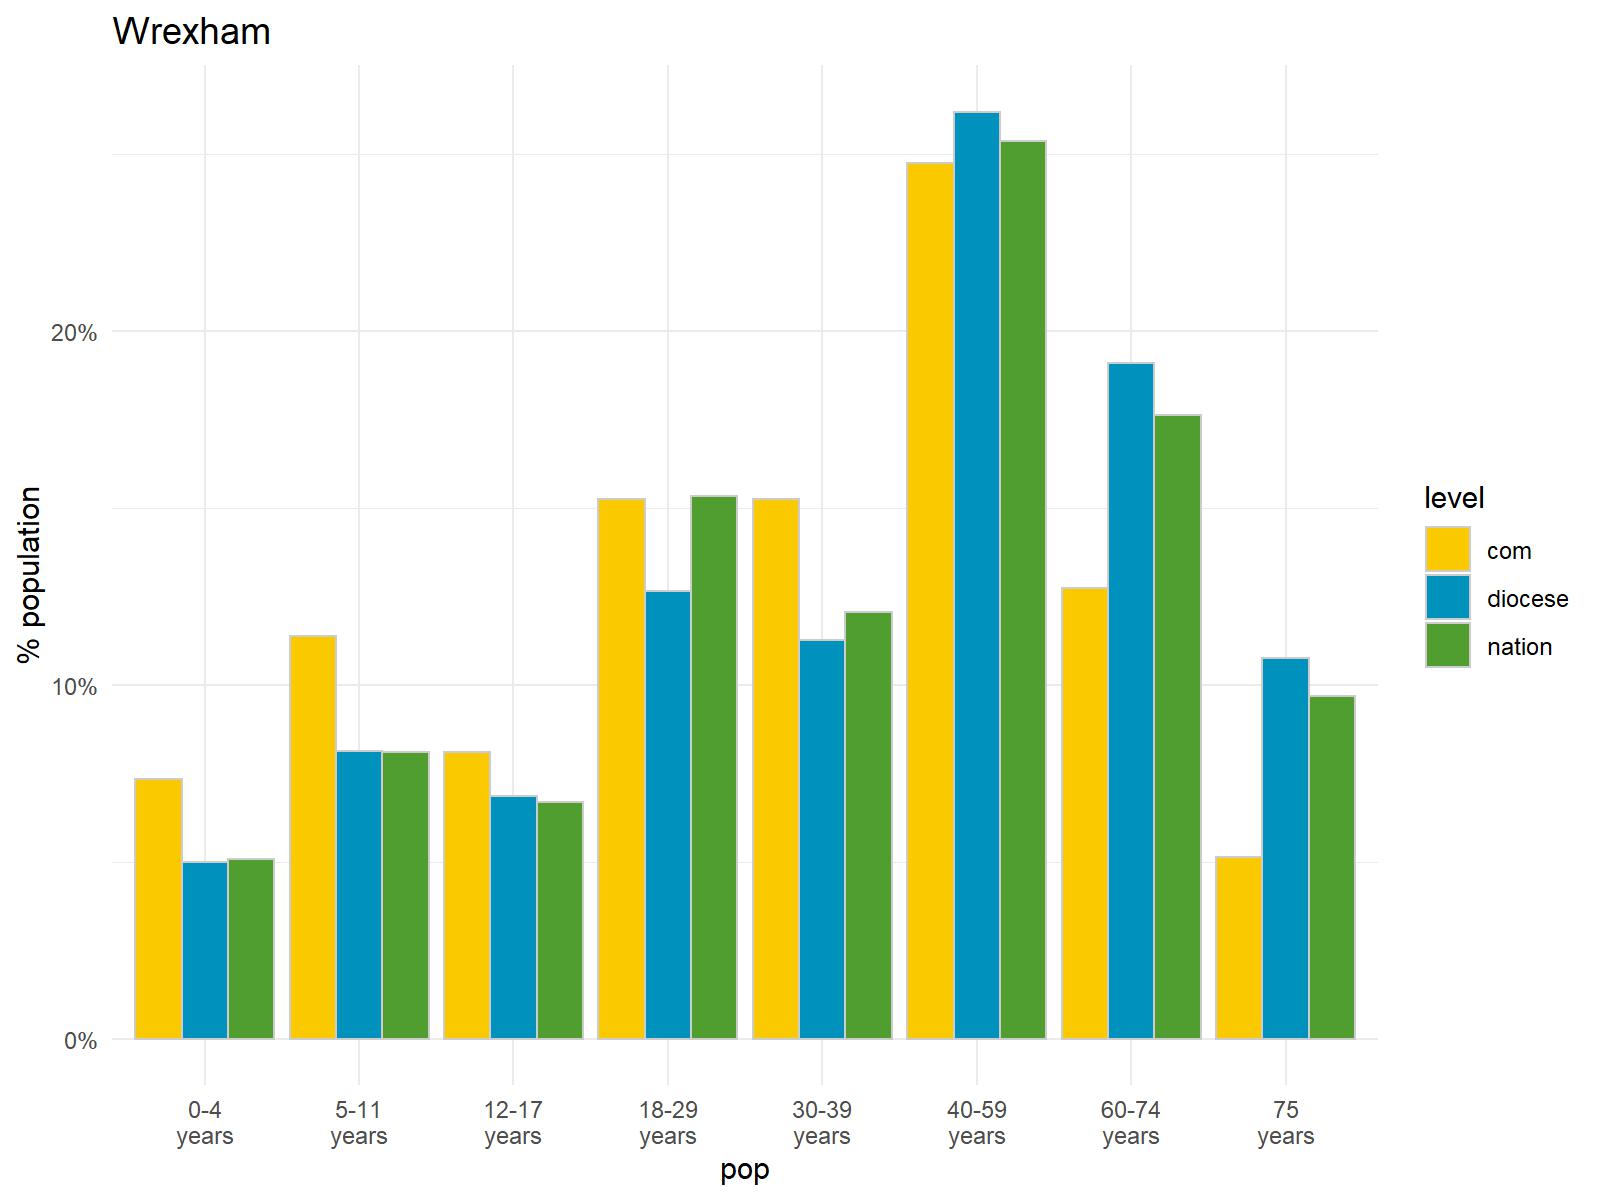 Wrexham
% population
20%
10%
0%
0-4
years
5-11
years
12-17
years
18-29
years
30-39
years
40-59
years
60-74
years
75
years
pop
level
com
diocese
nation